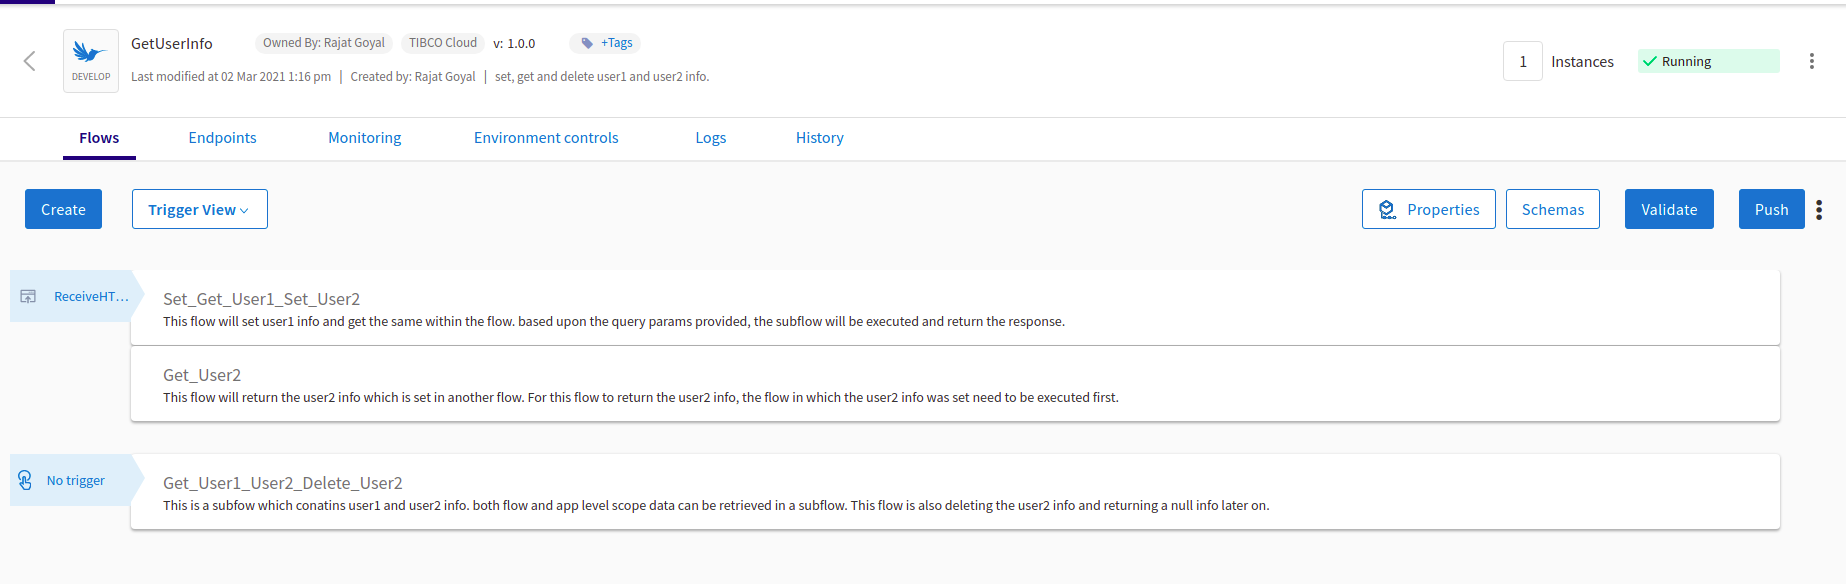 GetUserInfo Owned By: Rajat Goyal TIBCO Cloud v: 1.0.0 +Tags
DEVELOP
Last modified at 02 Mar 2021 1:16 pm | Created by: Rajat Goyal | set, get and delete user1 and user2 info.
1 Instances Running
Flows Endpoints Monitoring Environment controls Logs History
Create Trigger View Properties Schemas Validate Push
ReceiveHT...
Set_Get_User1_Set_User2
This flow will set user1 info and get the same within the flow. based upon the query params provided, the subflow will be executed and return the response.
Get_User2
This flow will return the user2 info which is set in another flow. For this flow to return the user2 info, the flow in which the user2 info was set need to be executed first.
No trigger
Get_User1_User2_Delete_User2
This is a subfow which conatins user1 and user2 info. both flow and app level scope data can be retrieved in a subflow. This flow is also deleting the user2 info and returning a null info later on.